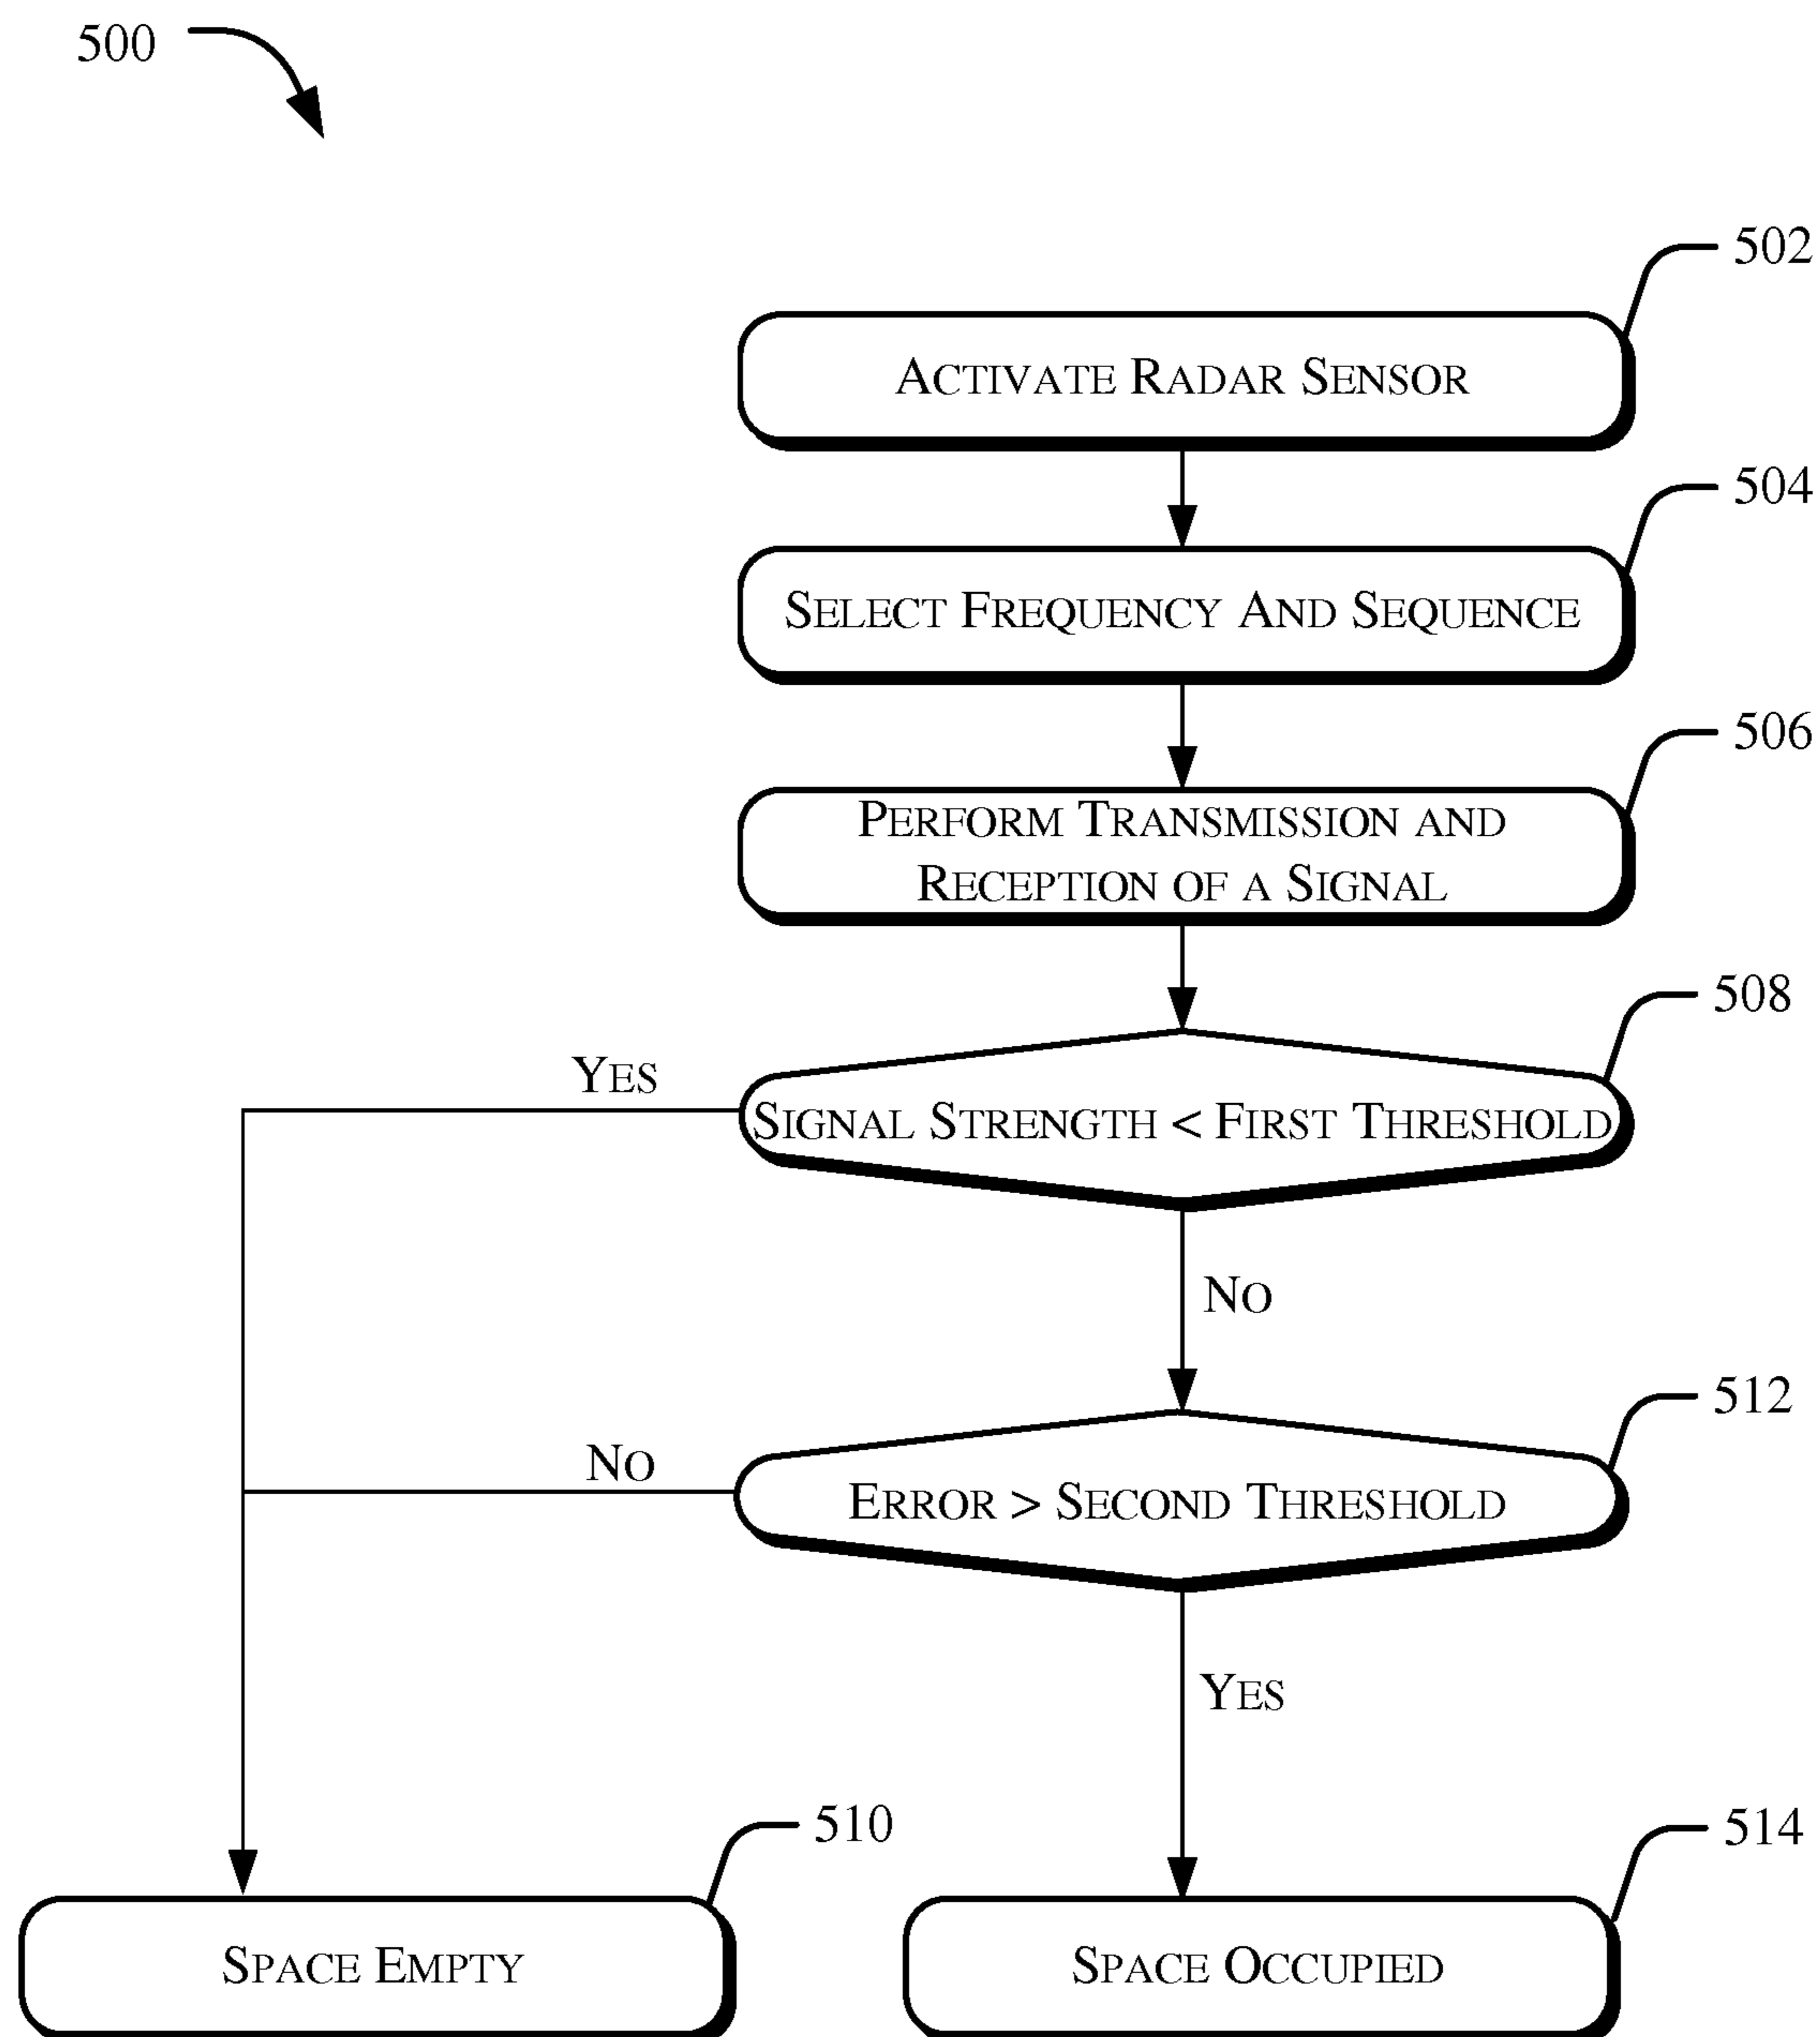 500
502
ACTIVATE RADAR SENSOR
504
SELECT FREQUENCY AND SEQUENCE
506
PERFORM TRANSMISSION AND
RECEPTION OF A SIGNAL
508
YES
SIGNAL STRENGTH < FIRST THRESHOLD
NO
512
NO
ERROR > SECOND THRESHOLD
YES
510
514
SPACE EMPTY
SPACE OCCUPIED